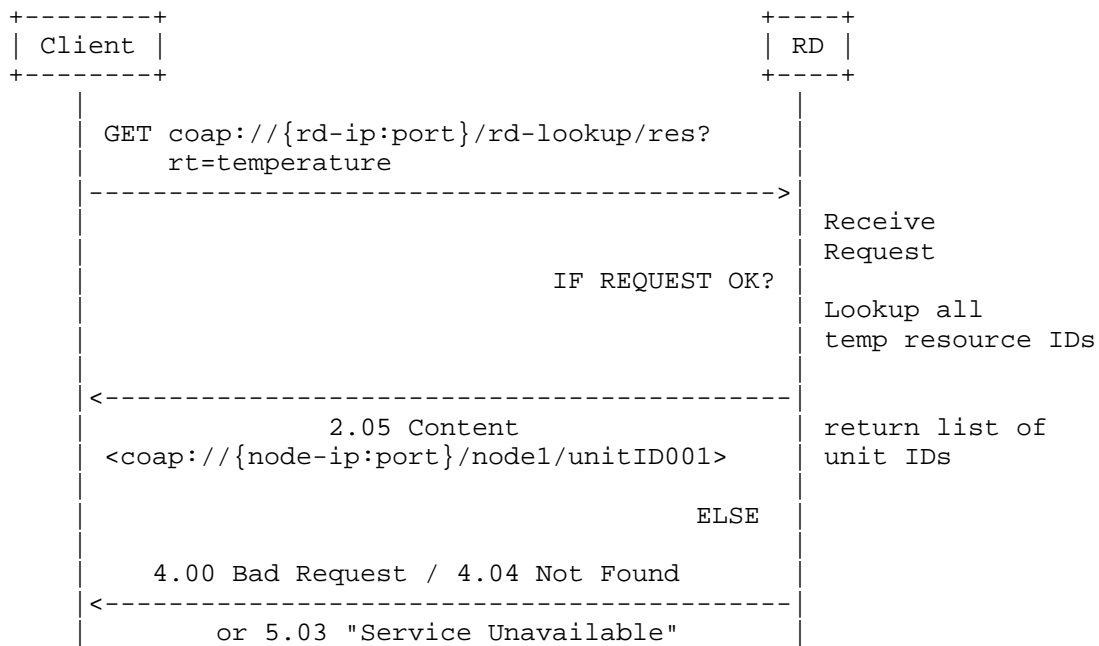 Client
RD
GET coap://{rd-ip:port}/rd-lookup/res?
rt=temperature
Receive
Request
IF REQUEST OK?
Lookup all
temp resource IDs
2.05 Content
return list of
<coap://{node-ip:port}/node1/unitID001>
unit IDs
ELSE
4.00 Bad Request / 4.04 Not Found
or 5.03 "Service Unavailable"